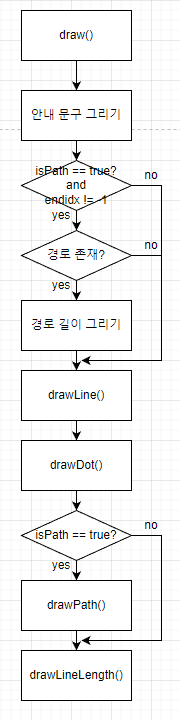 draw()
안내 문구 그리기
isPath == true?
and
endidx != -1
no
yes
경로 존재?
no
yes
경로 길이 그리기
drawLine()
drawDot()
isPath == true?
no
yes
drawPath()
drawLineLength()